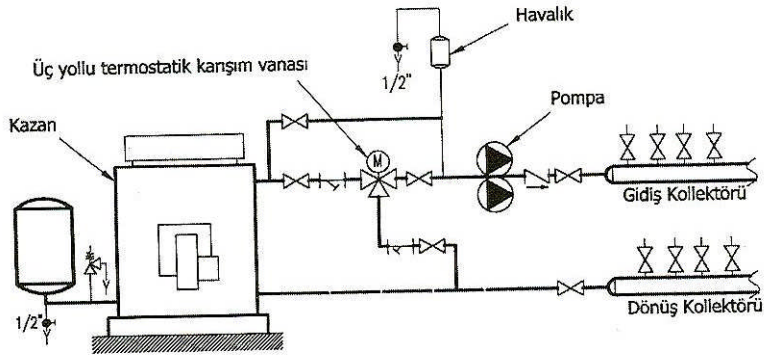 Havalık
Üç yollu termostatik karışım vanası
1/2"
Pompa
Kazan
M
Gidiş Kollektörü
Dönüş Kollektörü
1/2"